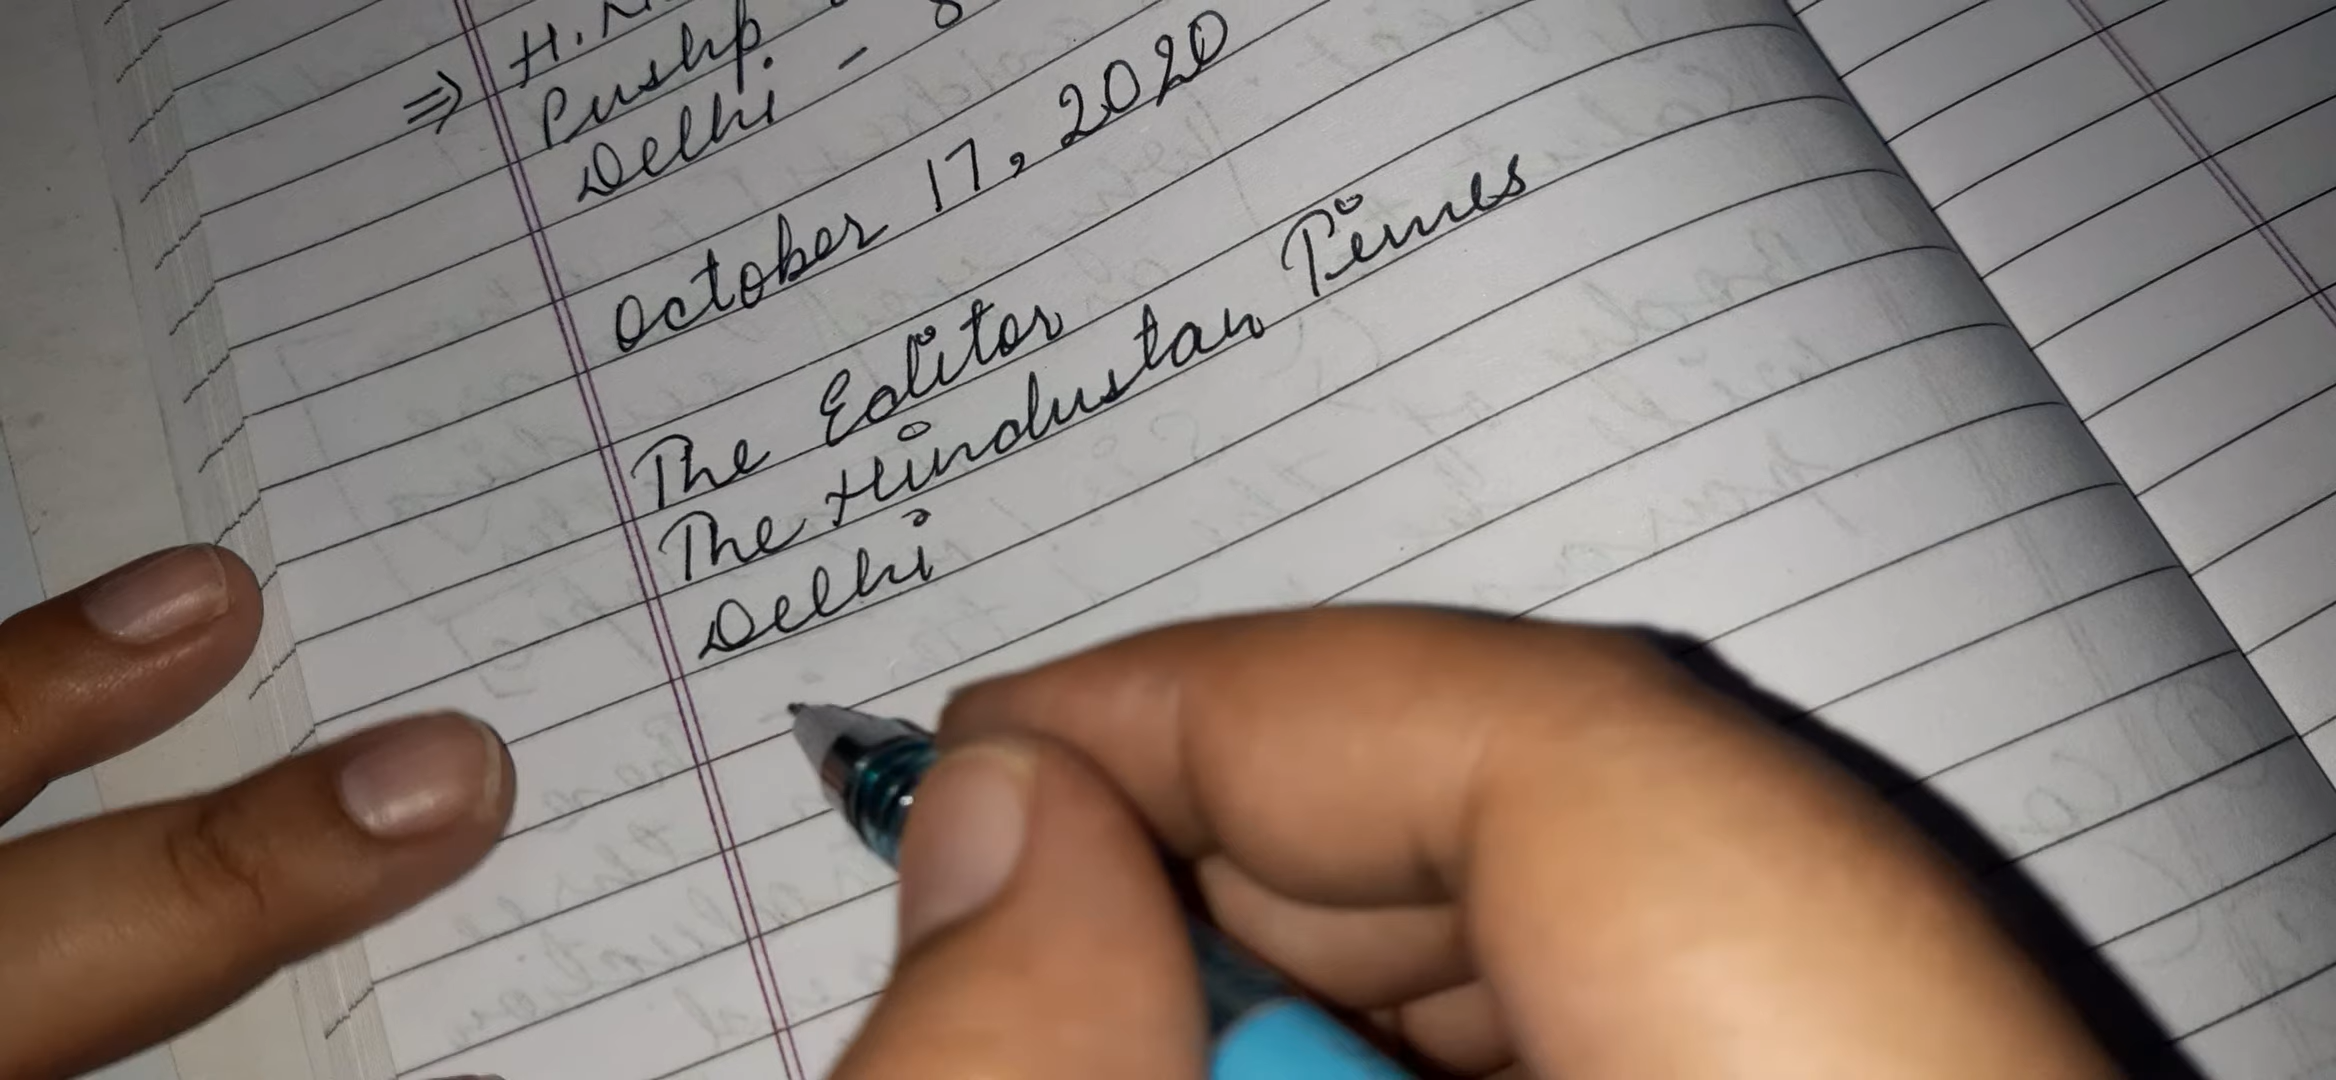 ⇒ H.N
Pushp
Delhi -
October 17, 2020
The Editor
The Hindustan Times
Delhi